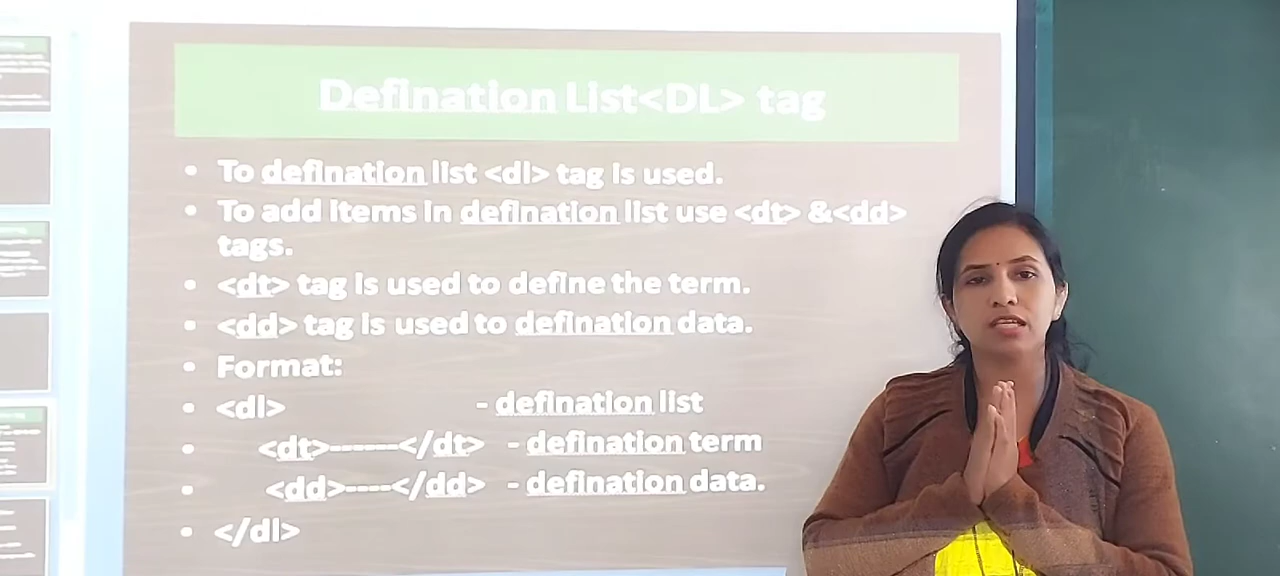 Defination List<DL> tag
• To defination list <dl> tag is used.
• To add items in defination list use <dt> &<dd>
tags.
• <dt> tag is used to define the term.
• <dd> tag is used to defination data.
• Format:
• <dl> - defination list
• <dt>------</dt> - defination term
• <dd>----</dd> - defination data.
• </dl>